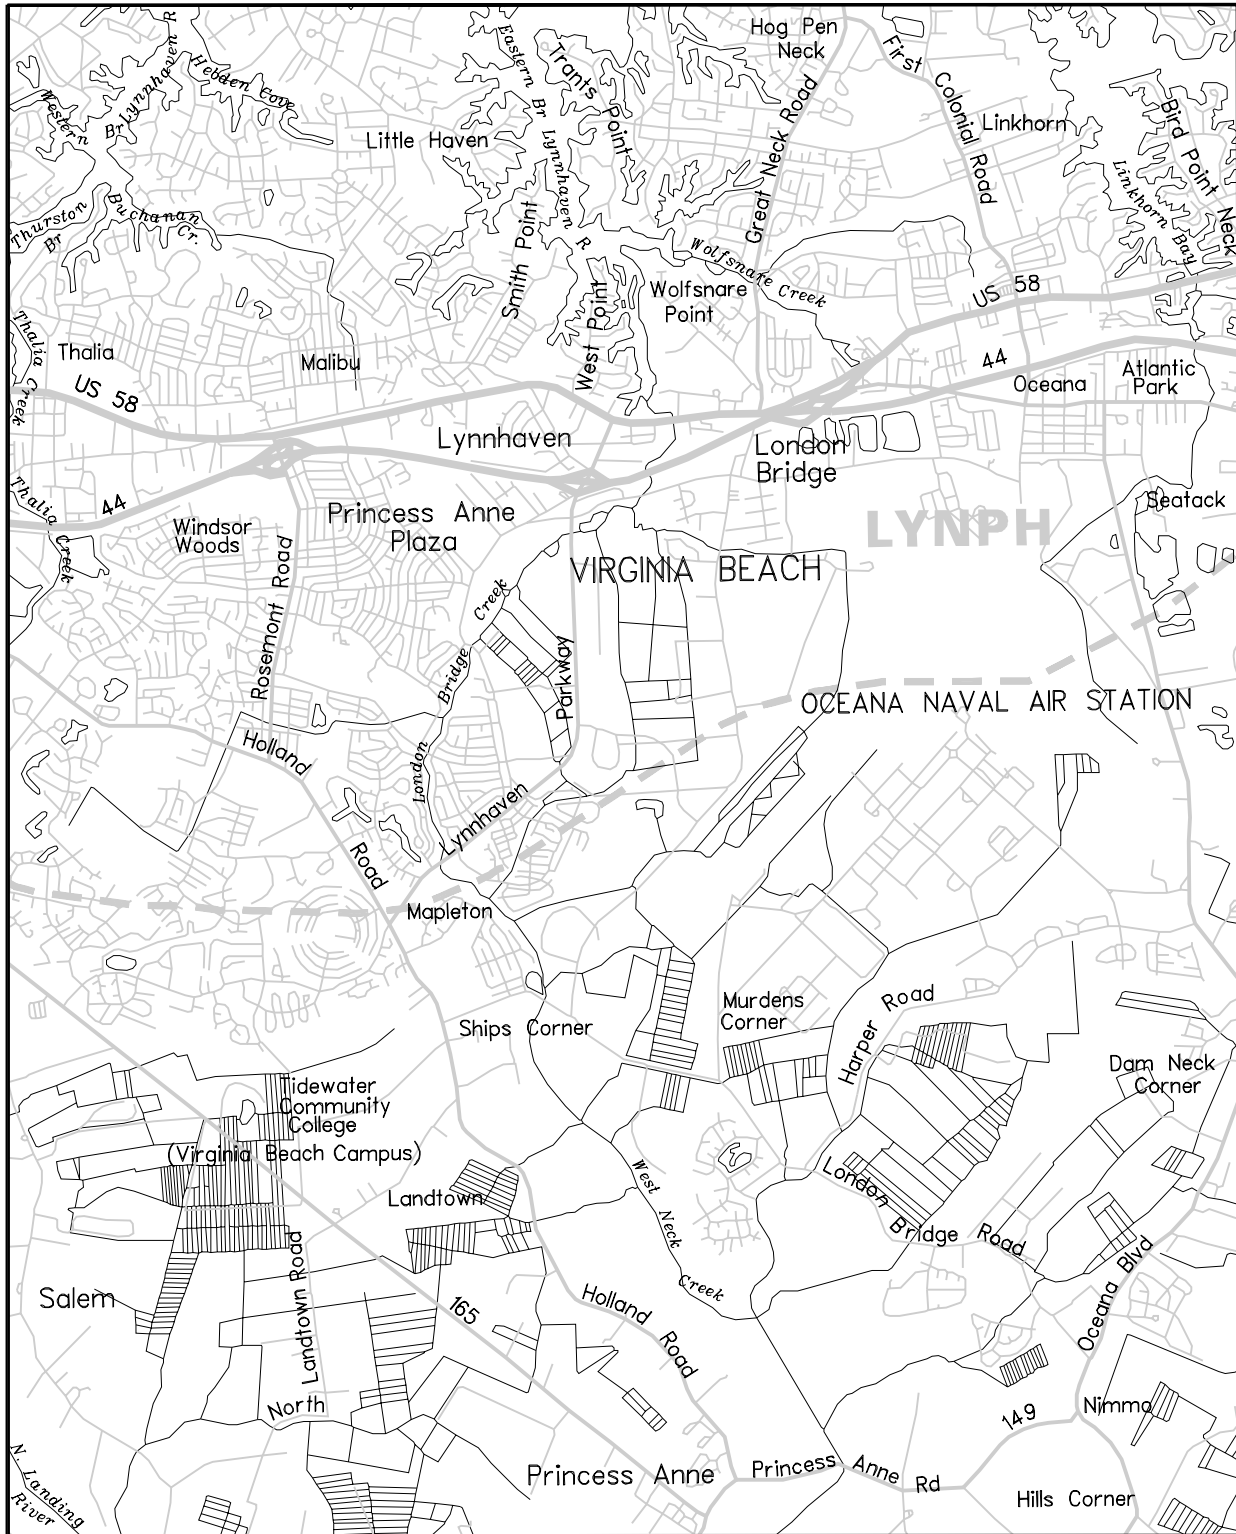 Hog Pen
Neck
First Colonial Road
Eastern Br Lynnhaven R
Trants Point
Western Br Lynnhaven R
Hebden Cove
Great Neck Road
Linkhorn
Bird Point Neck
Little Haven
Linkhorn Bay
Thurston
Br
Buchanan
Cr.
Smith Point
Wolfsnare Creek
Wolfsnare
Point
West Point
US 58
Thalia Creek
Thalia
Malibu
US 58
44
Oceana
Atlantic
Park
Lynnhaven
London
Bridge
Thalia Creek
44
Windsor
Woods
Princess Anne
Plaza
LYNPH
Seatack
VIRGINIA BEACH
Rosemont Road
London Bridge Creek
Lynnhaven Parkway
OCEANA NAVAL AIR STATION
Holland Road
Mapleton
Ships Corner
Murdens
Corner
Harper Road
Dam Neck
Corner
Tidewater
Community
College
(Virginia Beach Campus)
Landtown
West Neck Creek
London Bridge Road
Oceana Blvd
Salem
North Landtown Road
165
Holland Road
149
Nimmo
N. Landing
River
Princess Anne
Princess Anne Rd
Hills Corner